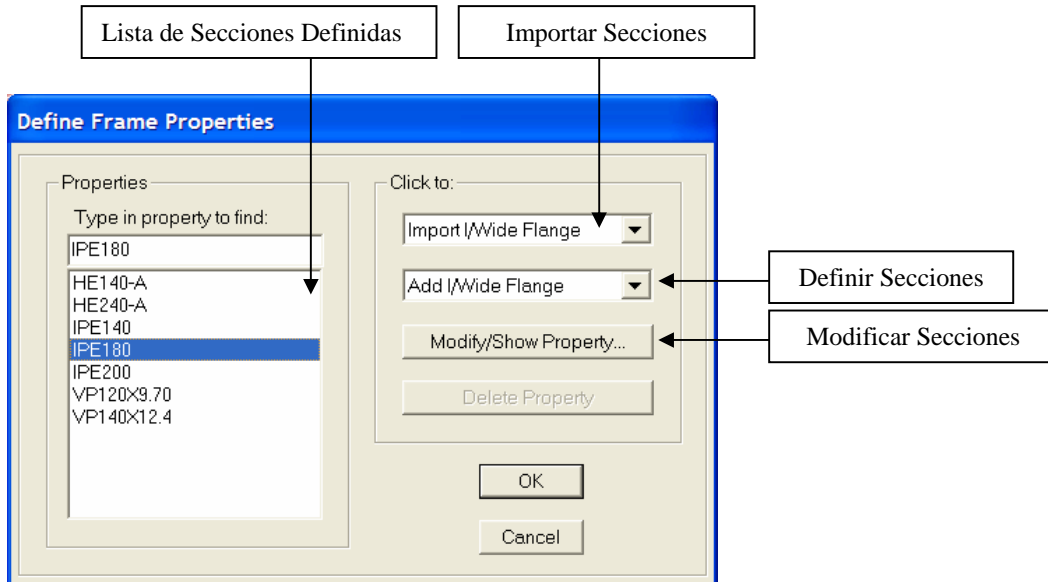 Lista de Secciones Definidas
Importar Secciones
Define Frame Properties
Properties
Type in property to find:
IPE180
HE140-A
HE240-A
IPE140
IPE180
IPE200
VP120X9.70
VP140X12.4
Click to:
Import I/Wide Flange
Add I/Wide Flange
Modify/Show Property...
Delete Property
OK
Cancel
Definir Secciones
Modificar Secciones